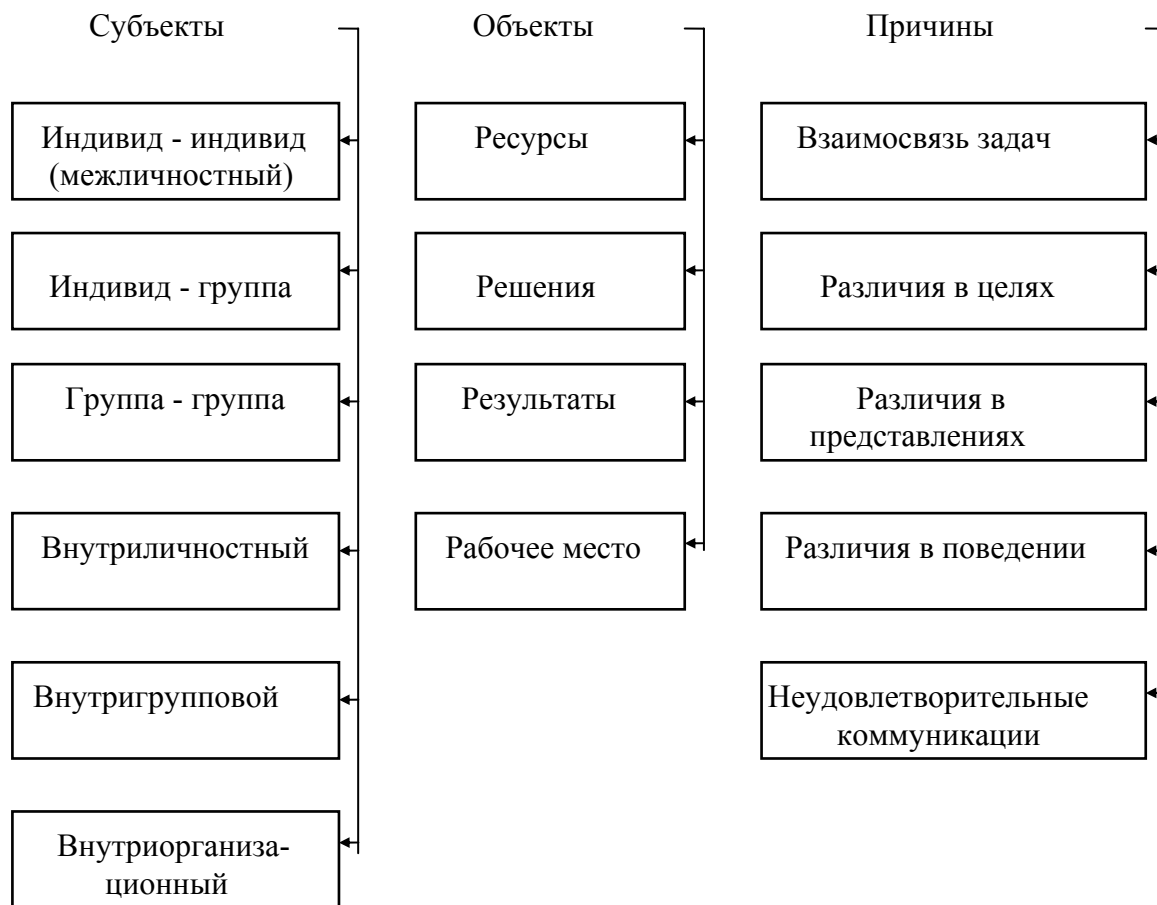 Субъекты
Индивид - индивид
(межличностный)
Индивид - группа
Группа - группа
Внутриличностный
Внутригрупповой
Внутриорганиза-
ционный
Объекты
Ресурсы
Решения
Результаты
Рабочее место
Причины
Взаимосвязь задач
Различия в целях
Различия в
представлениях
Различия в поведении
Неудовлетворительные
коммуникации